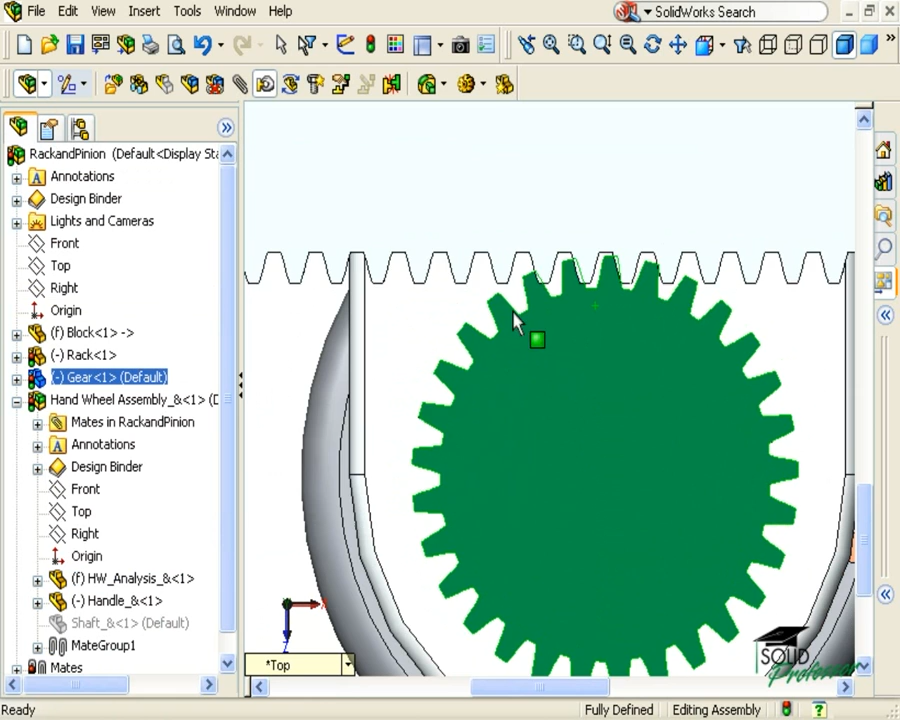 File Edit View Insert Tools Window Help SolidWorks Search
RackandPinion (Default<Display Sta
Annotations
Design Binder
Lights and Cameras
Front
Top
Right
Origin
(f) Block<1> ->
(-) Rack<1>
(-) Gear<1> (Default)
Hand Wheel Assembly_&<1> (D
Mates in RackandPinion
Annotations
Design Binder
Front
Top
Right
Origin
(f) HW_Analysis_&<1>
(-) Handle_&<1>
Shaft_&<1> (Default)
MateGroup1
Mates
*Top
SOLID
Professor
Ready Fully Defined Editing Assembly